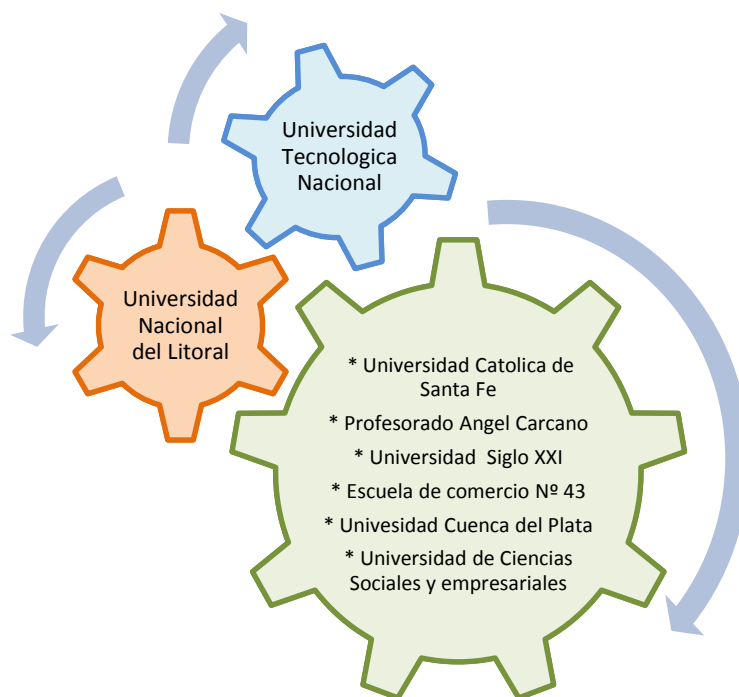 Universidad
Tecnologica
Nacional
Universidad
Nacional
del Litoral
* Universidad Catolica de
Santa Fe
* Profesorado Angel Carcano
* Universidad Siglo XXI
* Escuela de comercio Nº 43
* Univesidad Cuenca del Plata
* Universidad de Ciencias
Sociales y empresariales